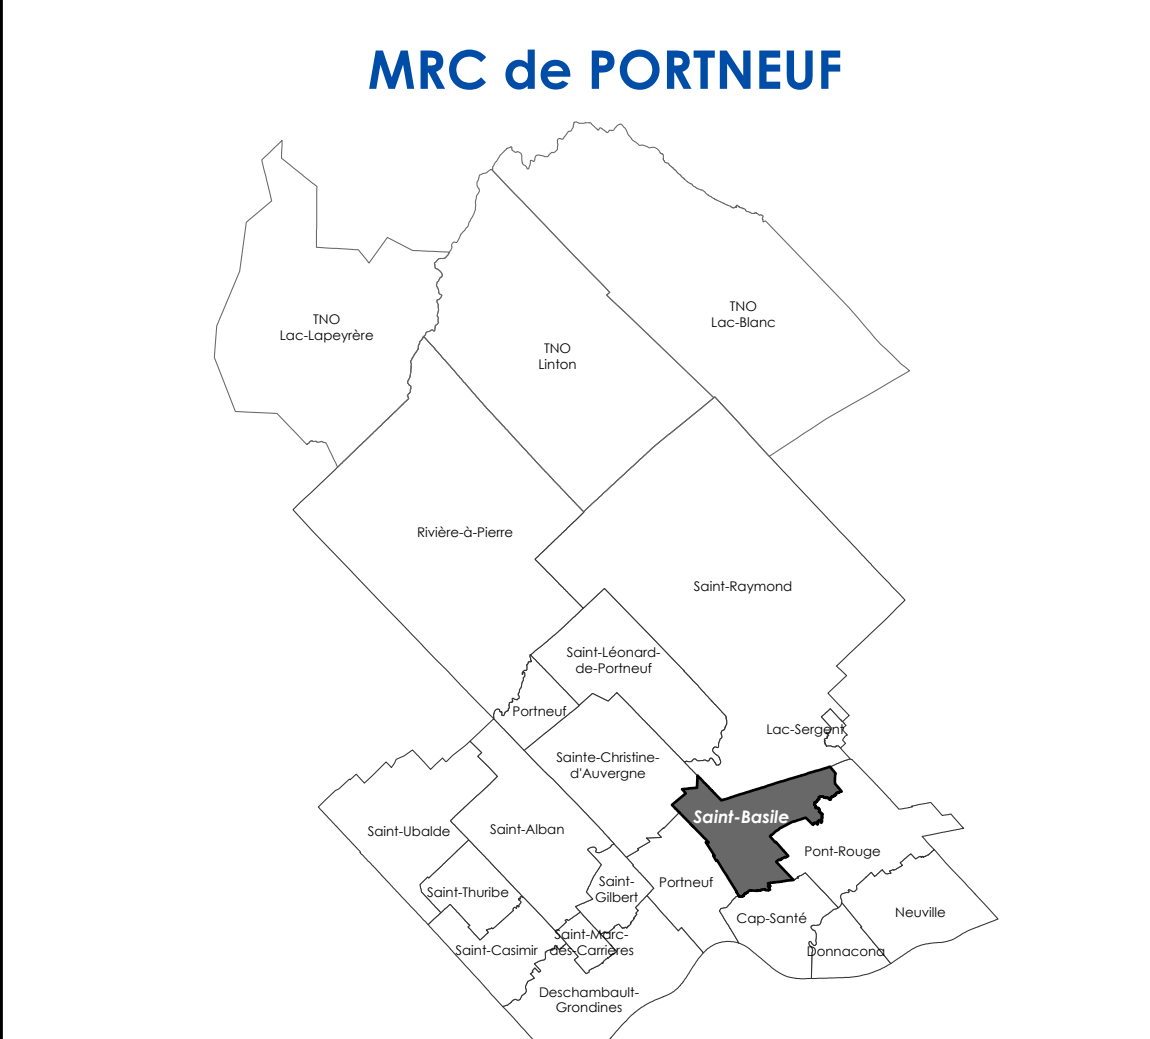 MRC de PORTNEUF
TNO
Lac-Blanc
TNO
Lac-Lapeyrère
TNO
Linton
Rivière-à-Pierre
Saint-Raymond
Saint-Léonard-
de-Portneuf
Portneuf
Lac-Sergent
Sainte-Christine-
d'Auvergne
Saint-Basile
Saint-Ubalde
Saint-Alban
Pont-Rouge
Saint-Thuribe
Saint-
Gilbert
Portneuf
Cap-Santé
Neuville
Saint-Marc-
des-Carrières
Saint-Casimir
Donnacona
Deschambault-
Grondines